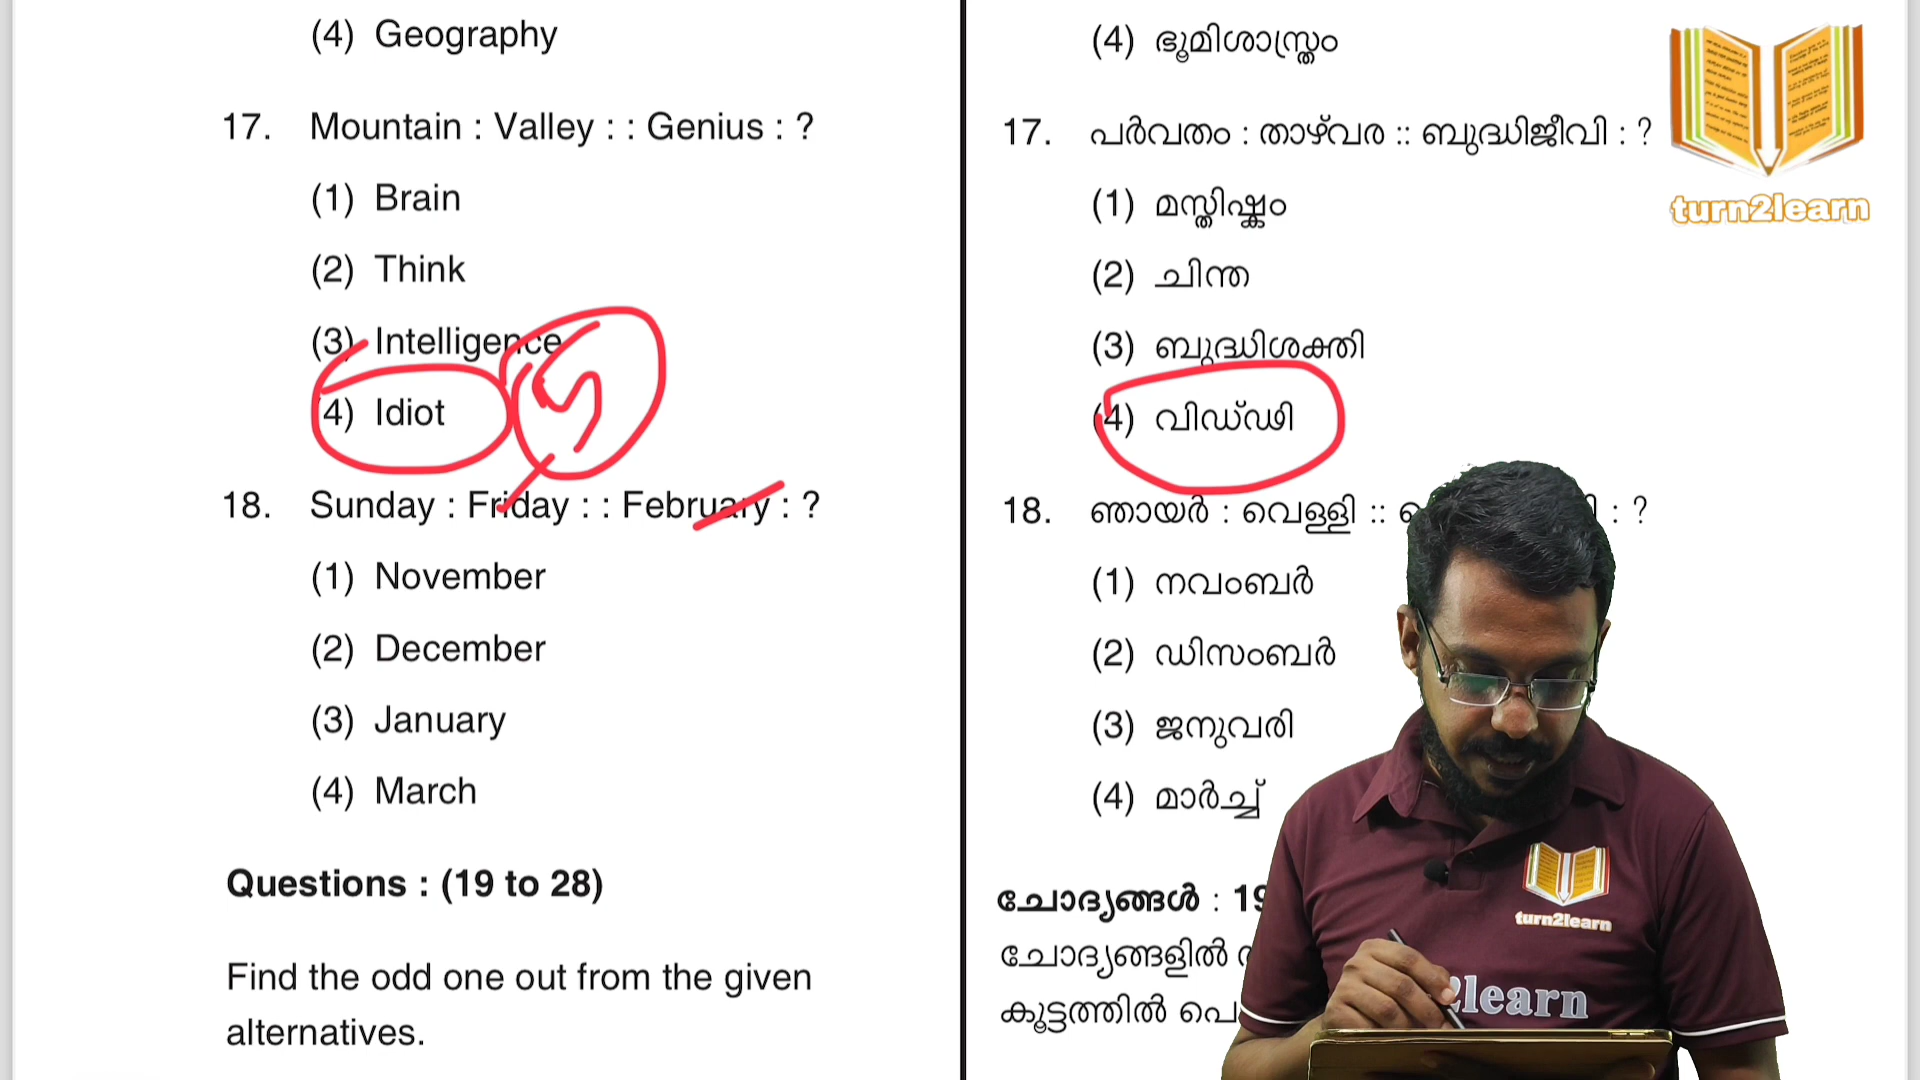 (4) Geography
17. Mountain : Valley : : Genius : ?
(1) Brain
(2) Think
(3) Intelligence
(4) Idiot
18. Sunday : Friday : : February : ?
(1) November
(2) December
(3) January
(4) March
Questions : (19 to 28)
Find the odd one out from the given
alternatives.
(4) ഭൂമിശാസ്ത്രം
17. പർവതം : താഴ്‌വര :: ബുദ്ധിജീവി : ?
(1) മസ്തിഷ്കം
(2) ചിന്ത
(3) ബുദ്ധിശക്തി
(4) വിഡ്ഢി
18. ഞായർ : വെള്ളി :: : ?
(1) നവംബർ
(2) ഡിസംബർ
(3) ജനുവരി
(4) മാർച്ച്
ചോദ്യങ്ങൾ : 19
ചോദ്യങ്ങളിൽ
കൂട്ടത്തിൽ പെ
turn2learn
turn2learn
2learn